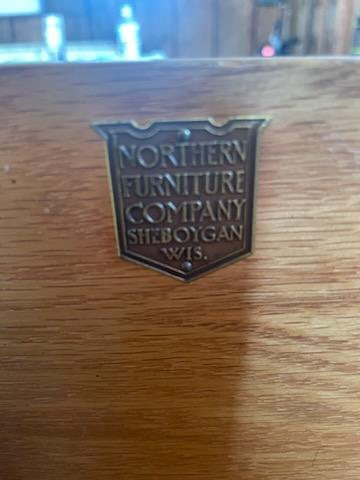 NORTHERN
FURNITURE
COMPANY
SHEBOYGAN
WIS.